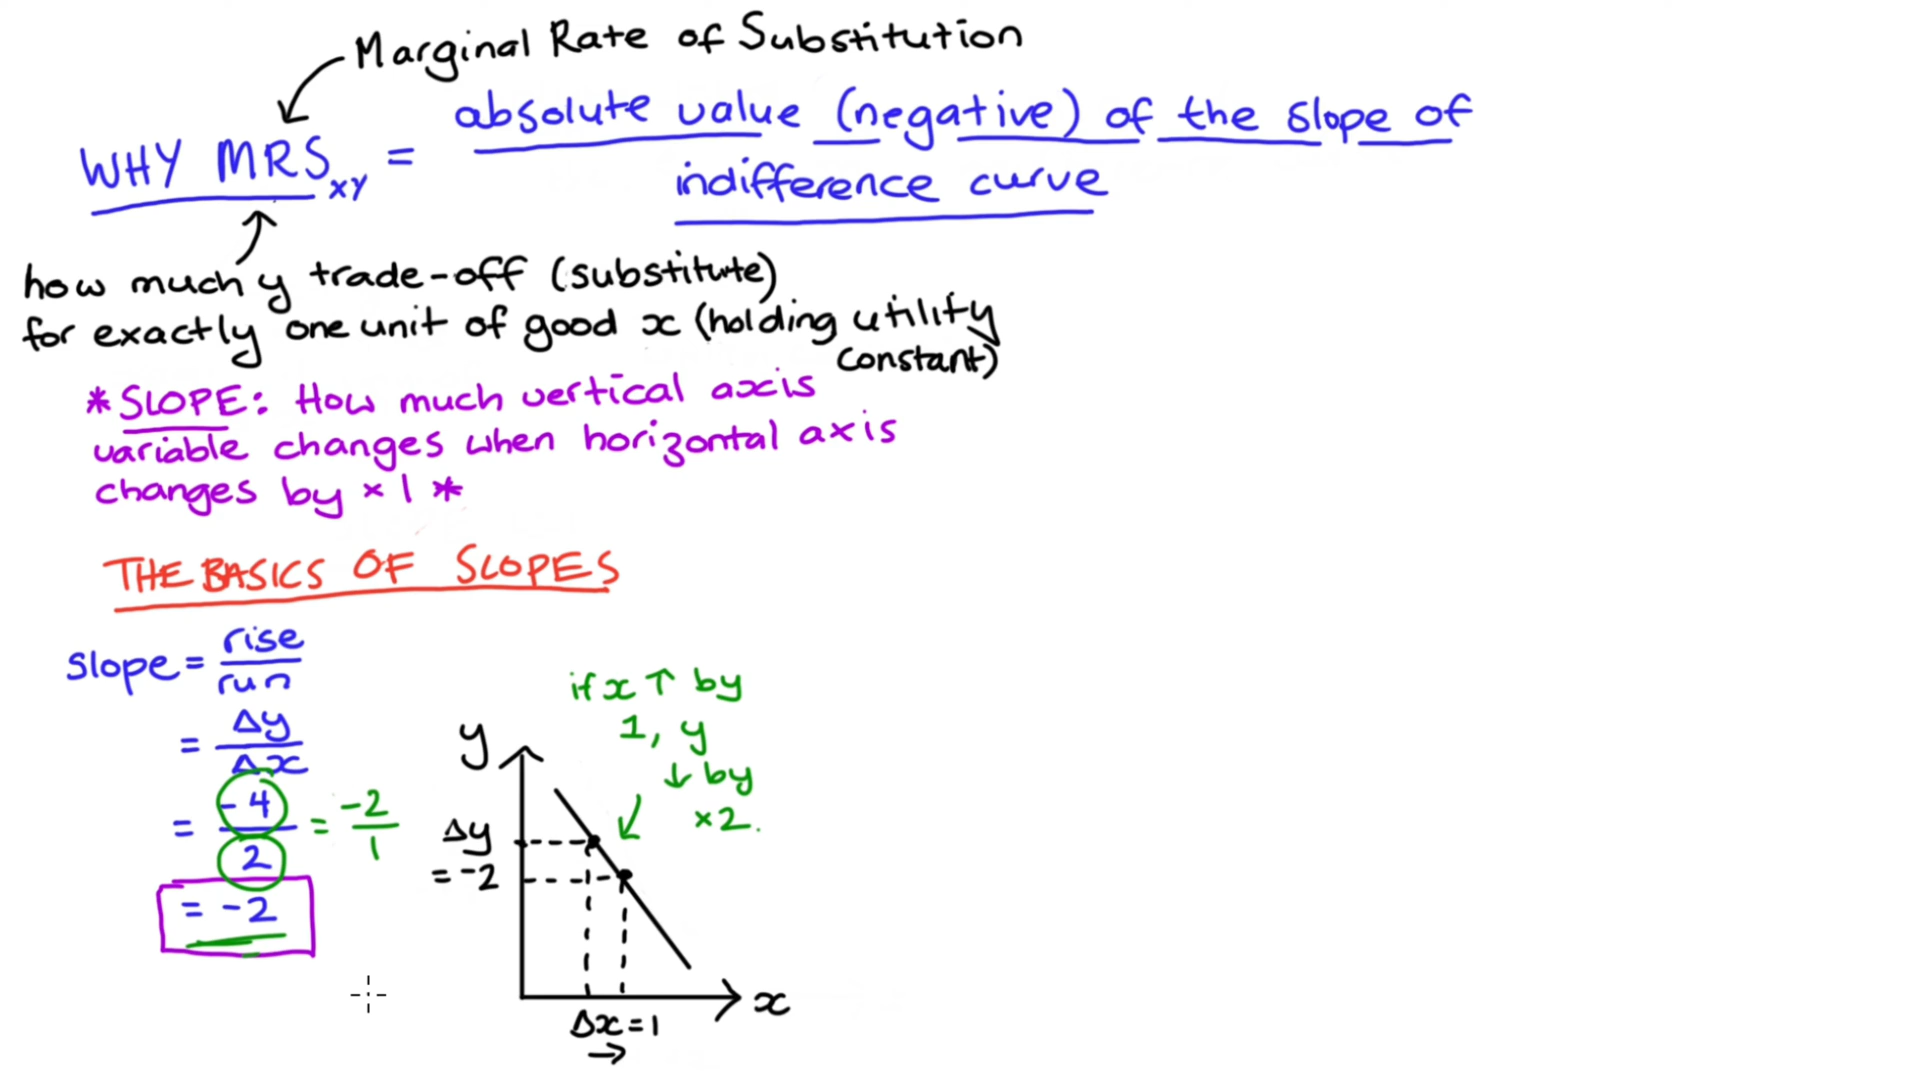 Marginal Rate of Substitution
WHY MRSxy = absolute value (negative) of the slope of
indifference curve
how much y trade-off (substitute)
for exactly one unit of good x (holding utility
constant)
* SLOPE: How much vertical axis
variable changes when horizontal axis
changes by × 1 *
THE BASICS OF SLOPES
slope = rise
run
= Δy
Δx
= -4
2
= -2
1
= -2
if x ↑ by
1, y
↓ by
×2.
y
Δy
= -2
x
Δx = 1
→